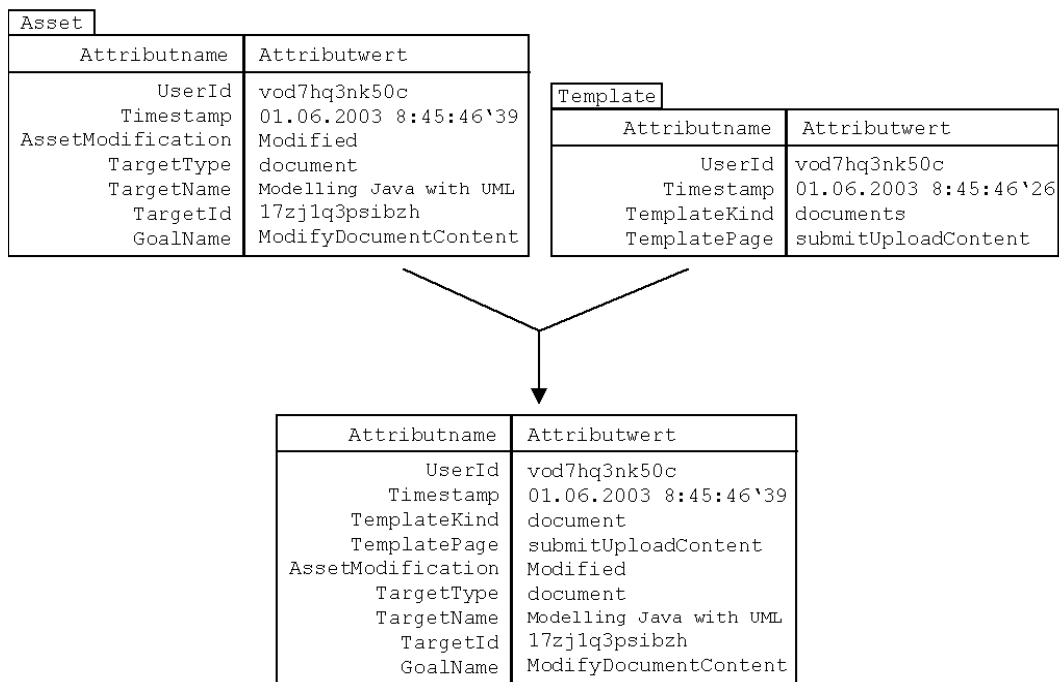 Asset
Attributname Attributwert
UserId vod7hq3nk50c
Timestamp 01.06.2003 8:45:46‛39
AssetModification Modified
TargetType document
TargetName Modelling Java with UML
TargetId 17zj1q3psibzh
GoalName ModifyDocumentContent
Template
Attributname Attributwert
UserId vod7hq3nk50c
Timestamp 01.06.2003 8:45:46‛26
TemplateKind documents
TemplatePage submitUploadContent
Attributname Attributwert
UserId vod7hq3nk50c
Timestamp 01.06.2003 8:45:46‛39
TemplateKind document
TemplatePage submitUploadContent
AssetModification Modified
TargetType document
TargetName Modelling Java with UML
TargetId 17zj1q3psibzh
GoalName ModifyDocumentContent